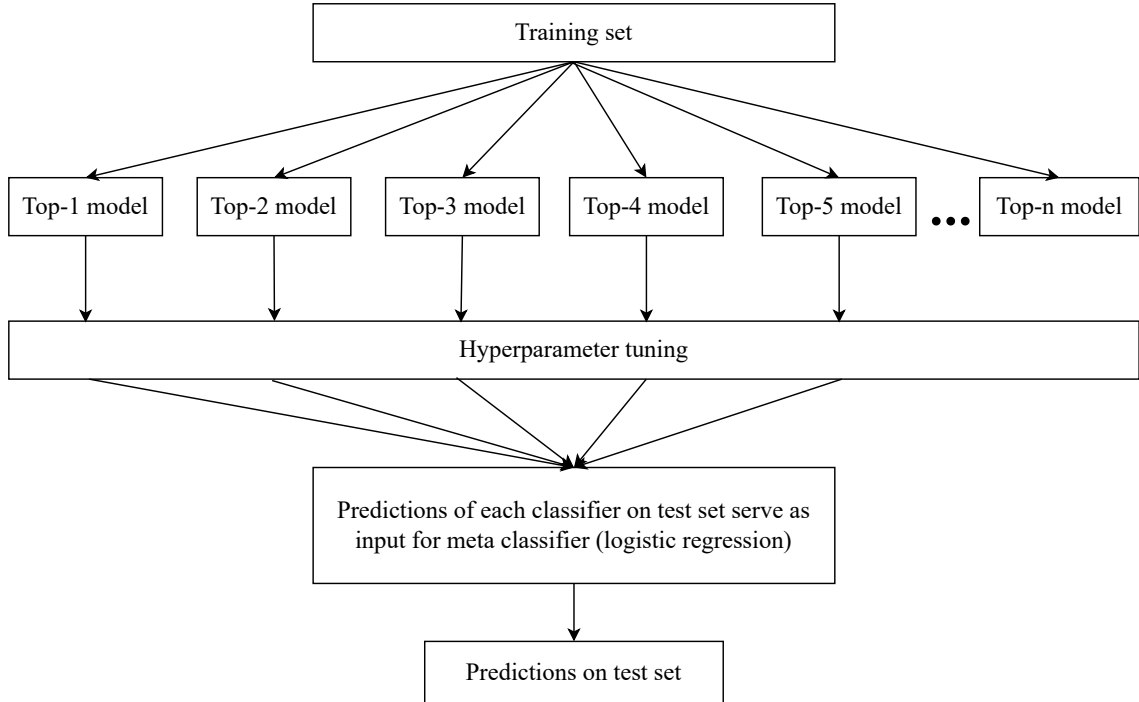 Training set
Top-1 model
Top-2 model
Top-3 model
Top-4 model
Top-5 model
Top-n model
Hyperparameter tuning
Predictions of each classifier on test set serve as
input for meta classifier (logistic regression)
Predictions on test set